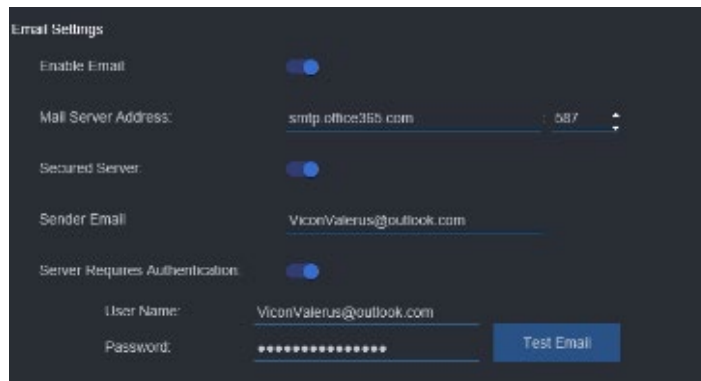 Email Settings
Enable Email
Mail Server Address: smtp.office365.com : 587
Secured Server:
Sender Email ViconValerus@outlook.com
Server Requires Authentication:
User Name: ViconValerus@outlook.com
Password: ●●●●●●●●●●●●●●● Test Email